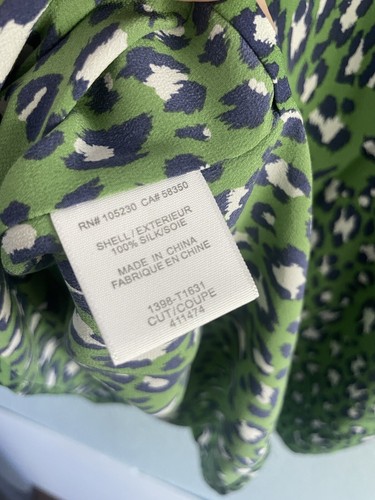 RN# 105230 CA# 58350
SHELL/EXTERIEUR
100% SILK/SOIE
MADE IN CHINA
FABRIQUE EN CHINE
1398-T1631
CUT/COUPE
411474